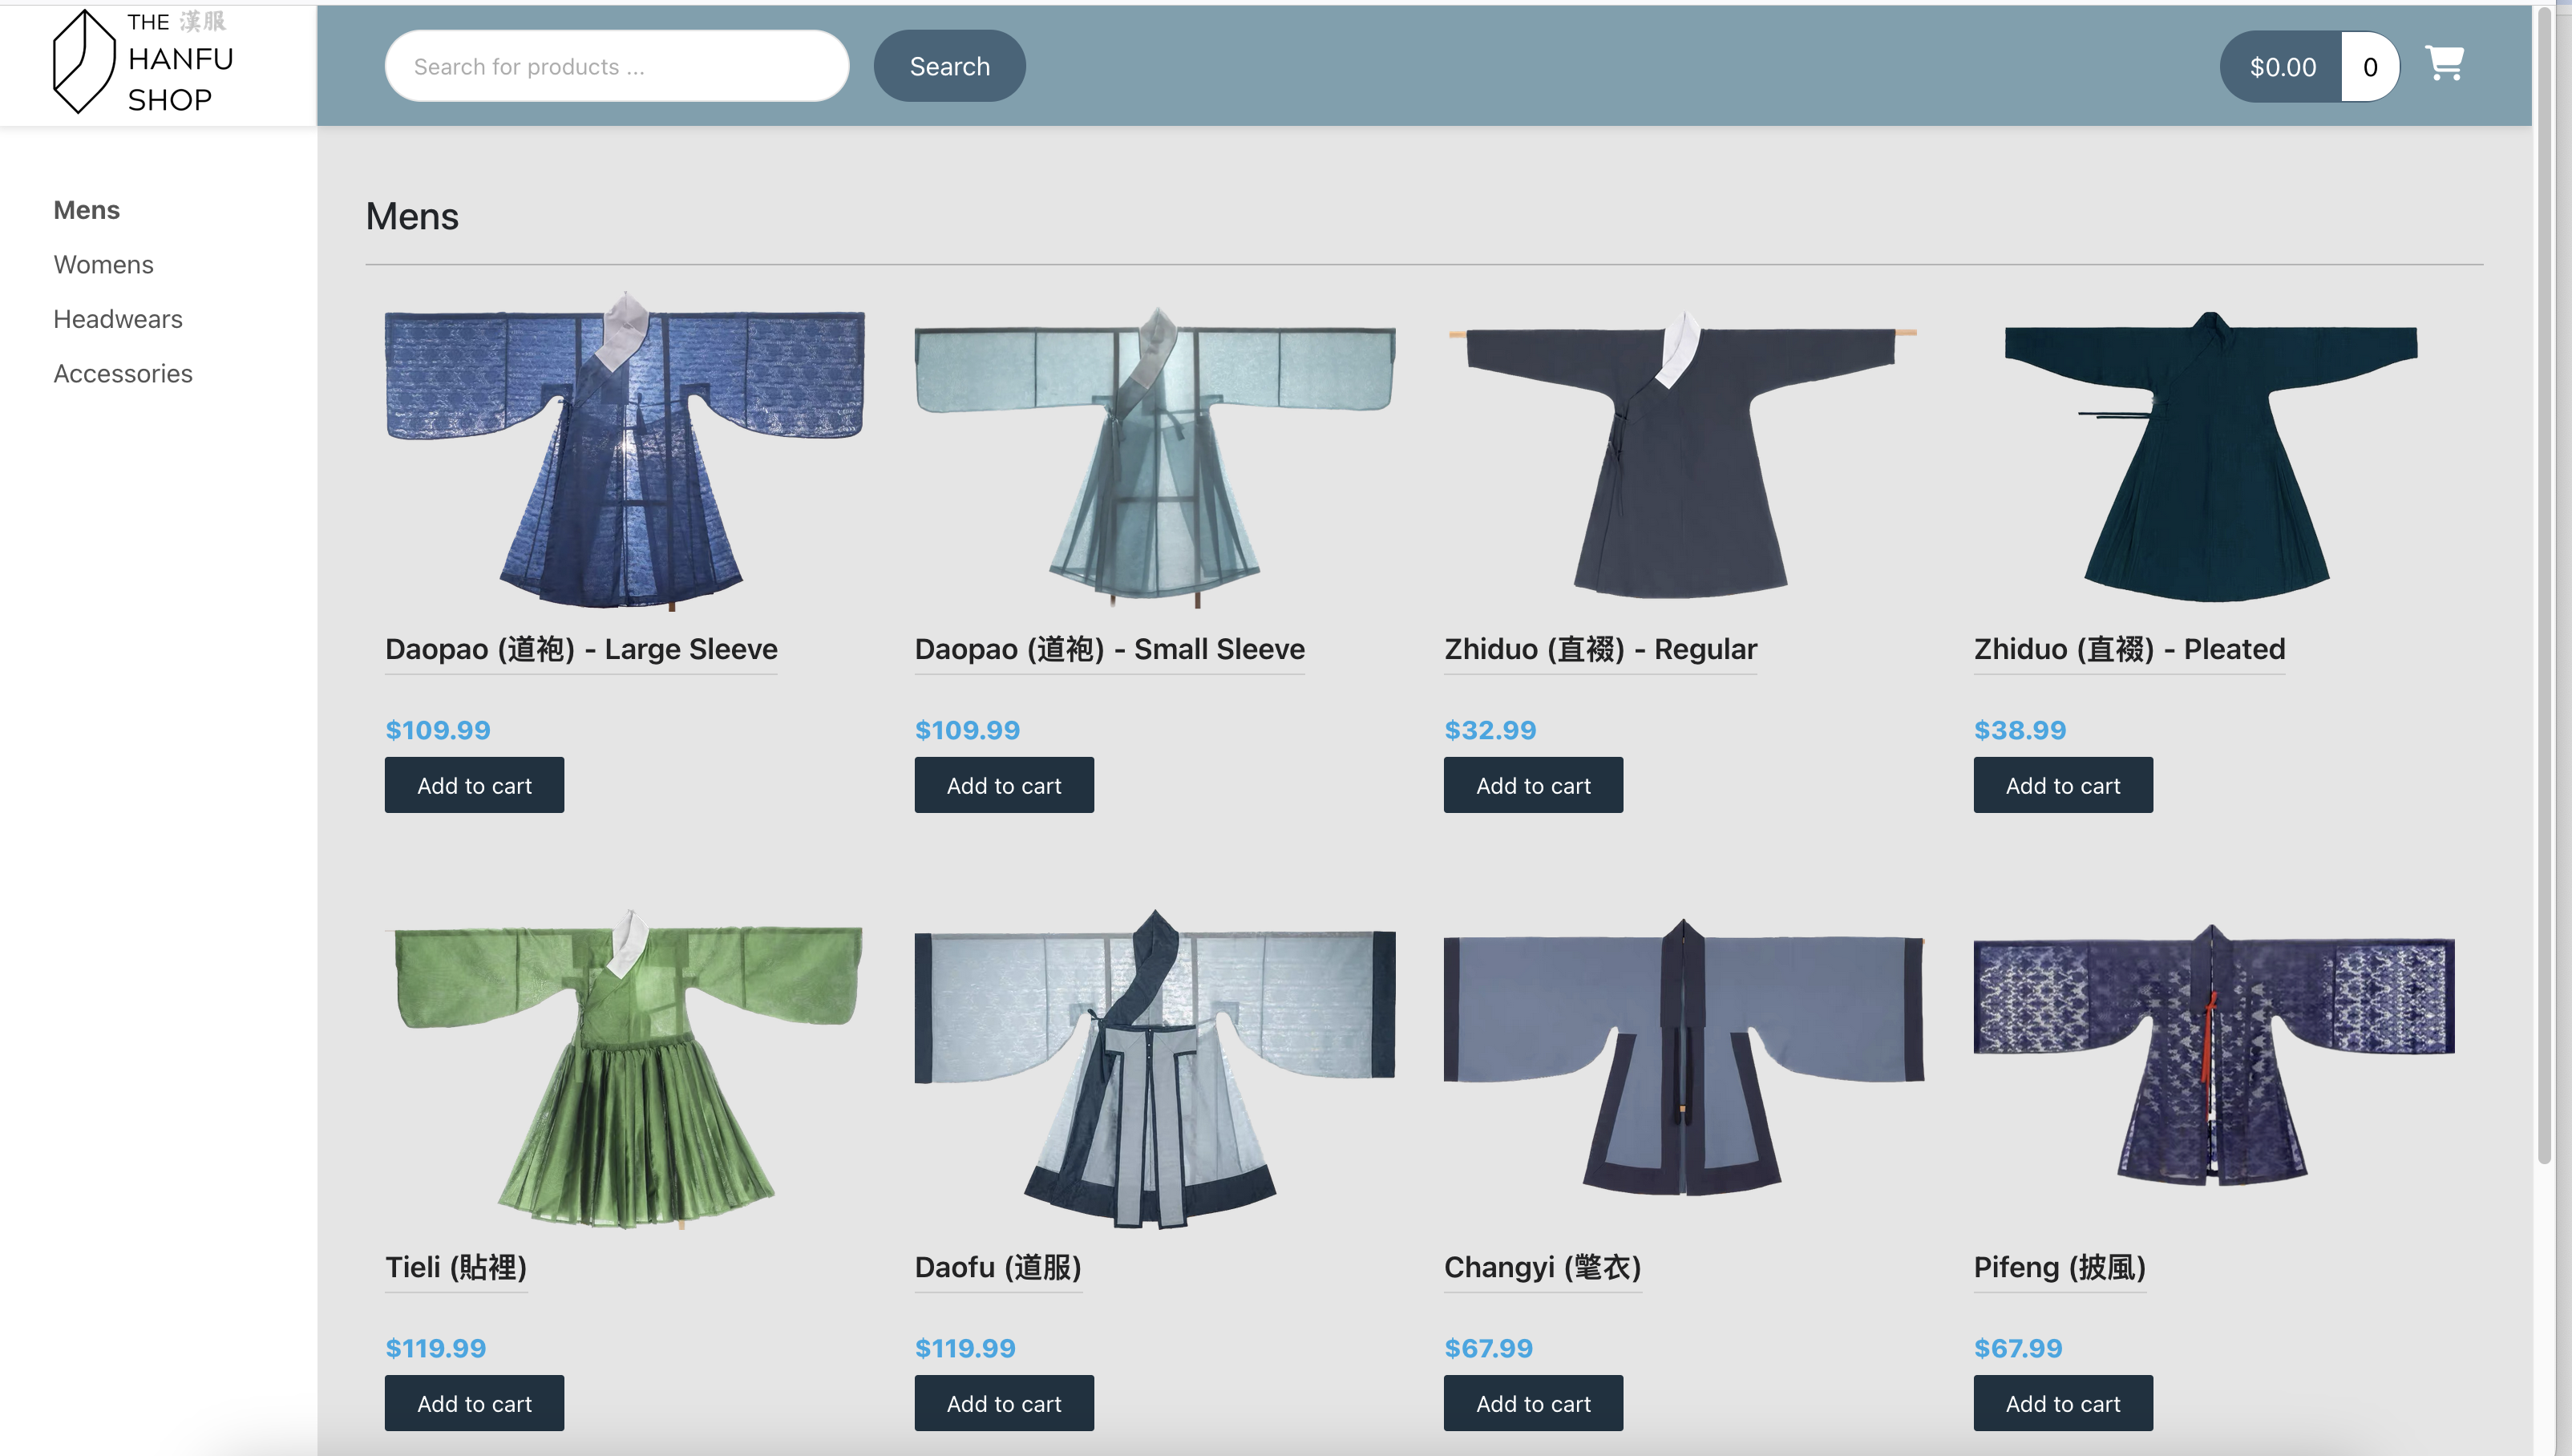 THE 漢服
HANFU
SHOP
Search for products ...
Search
$0.00
0
Mens
Womens
Headwears
Accessories
Mens
Daopao (道袍) - Large Sleeve
$109.99
Add to cart
Daopao (道袍) - Small Sleeve
$109.99
Add to cart
Zhiduo (直裰) - Regular
$32.99
Add to cart
Zhiduo (直裰) - Pleated
$38.99
Add to cart
Tieli (貼裡)
$119.99
Add to cart
Daofu (道服)
$119.99
Add to cart
Changyi (氅衣)
$67.99
Add to cart
Pifeng (披風)
$67.99
Add to cart